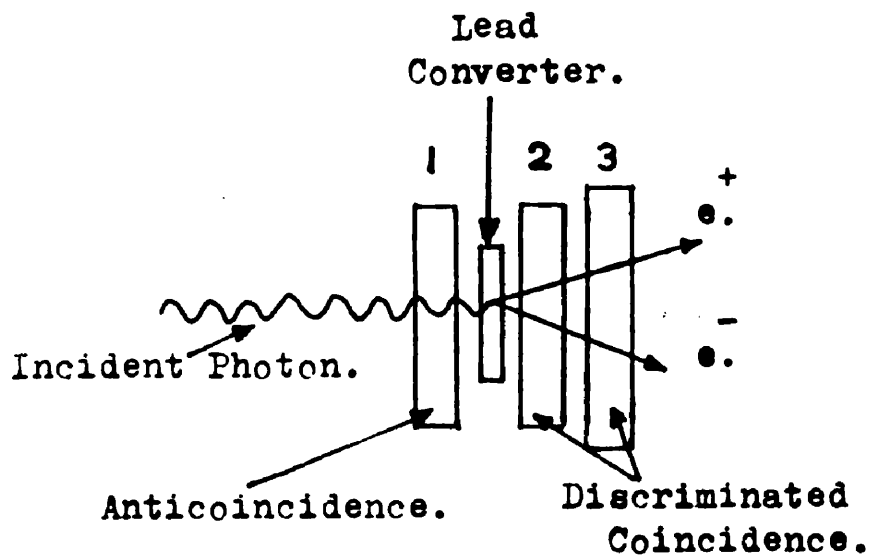 Lead
Converter.
1
2
3
+
e.
-
e.
Incident Photon.
Anticoincidence.
Discriminated
Coincidence.